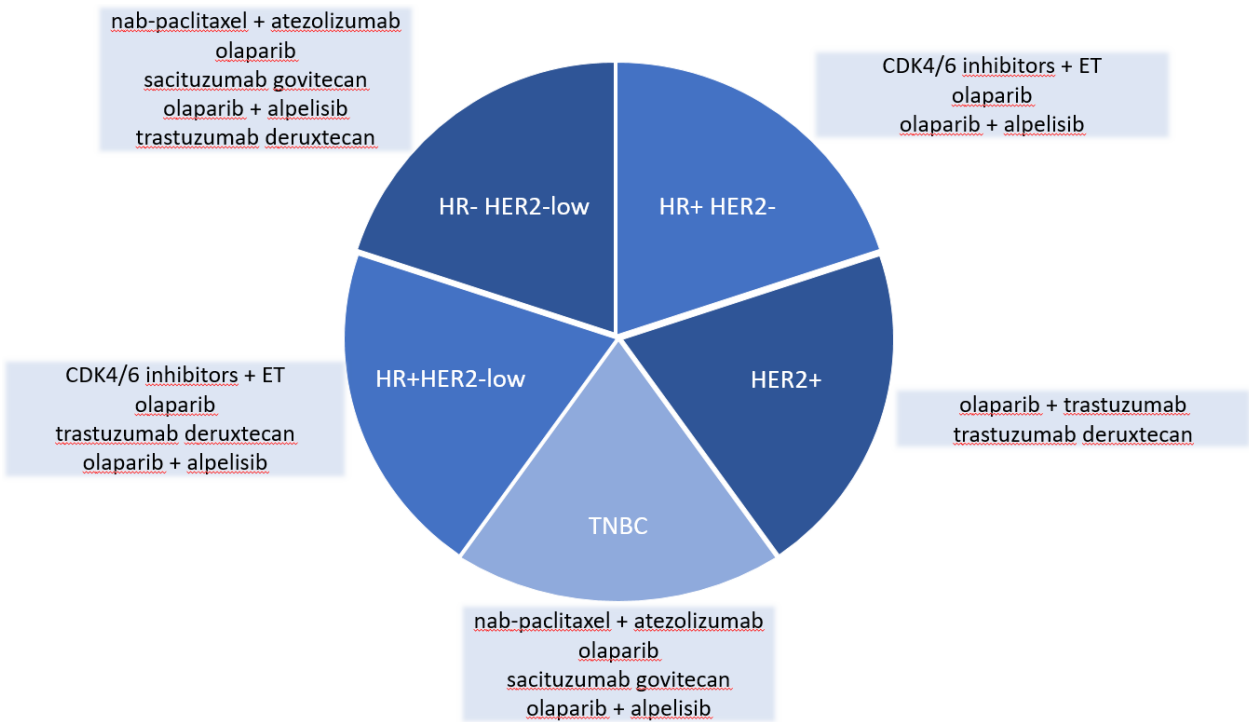 nab-paclitaxel + atezolizumab
olaparib
sacituzumab govitecan
olaparib + alpelisib
trastuzumab deruxtecan
CDK4/6 inhibitors + ET
olaparib
olaparib + alpelisib
HR- HER2-low
HR+ HER2-
HR+HER2-low
HER2+
CDK4/6 inhibitors + ET
olaparib
trastuzumab deruxtecan
olaparib + alpelisib
olaparib + trastuzumab
trastuzumab deruxtecan
TNBC
nab-paclitaxel + atezolizumab
olaparib
sacituzumab govitecan
olaparib + alpelisib